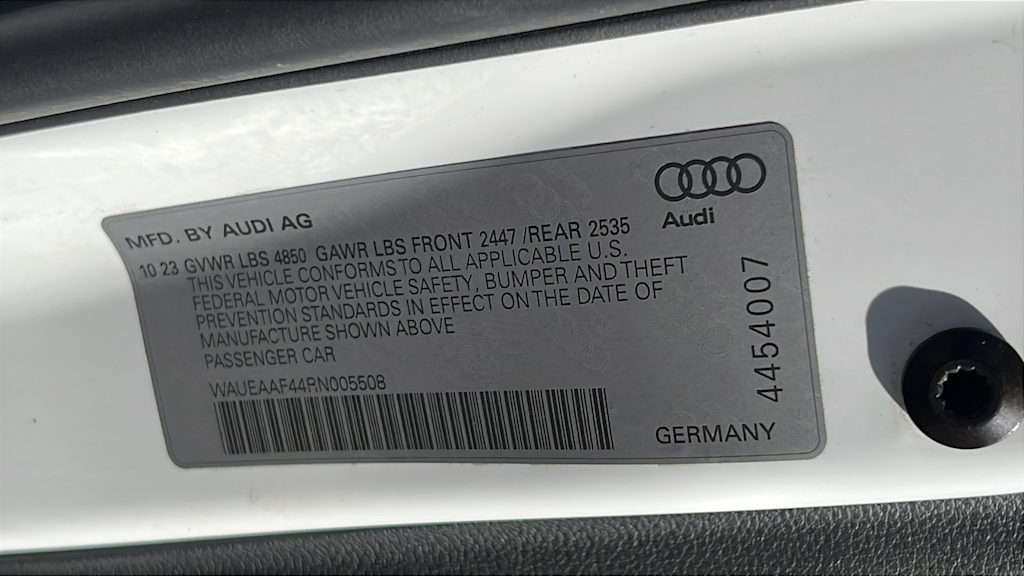 MFD. BY AUDI AG
Audi
10 23 GVWR LBS 4850 GAWR LBS FRONT 2447 /REAR 2535
THIS VEHICLE CONFORMS TO ALL APPLICABLE U.S.
FEDERAL MOTOR VEHICLE SAFETY, BUMPER AND THEFT
PREVENTION STANDARDS IN EFFECT ON THE DATE OF
MANUFACTURE SHOWN ABOVE
PASSENGER CAR
WAUEAAF44RN005508
GERMANY
4454007